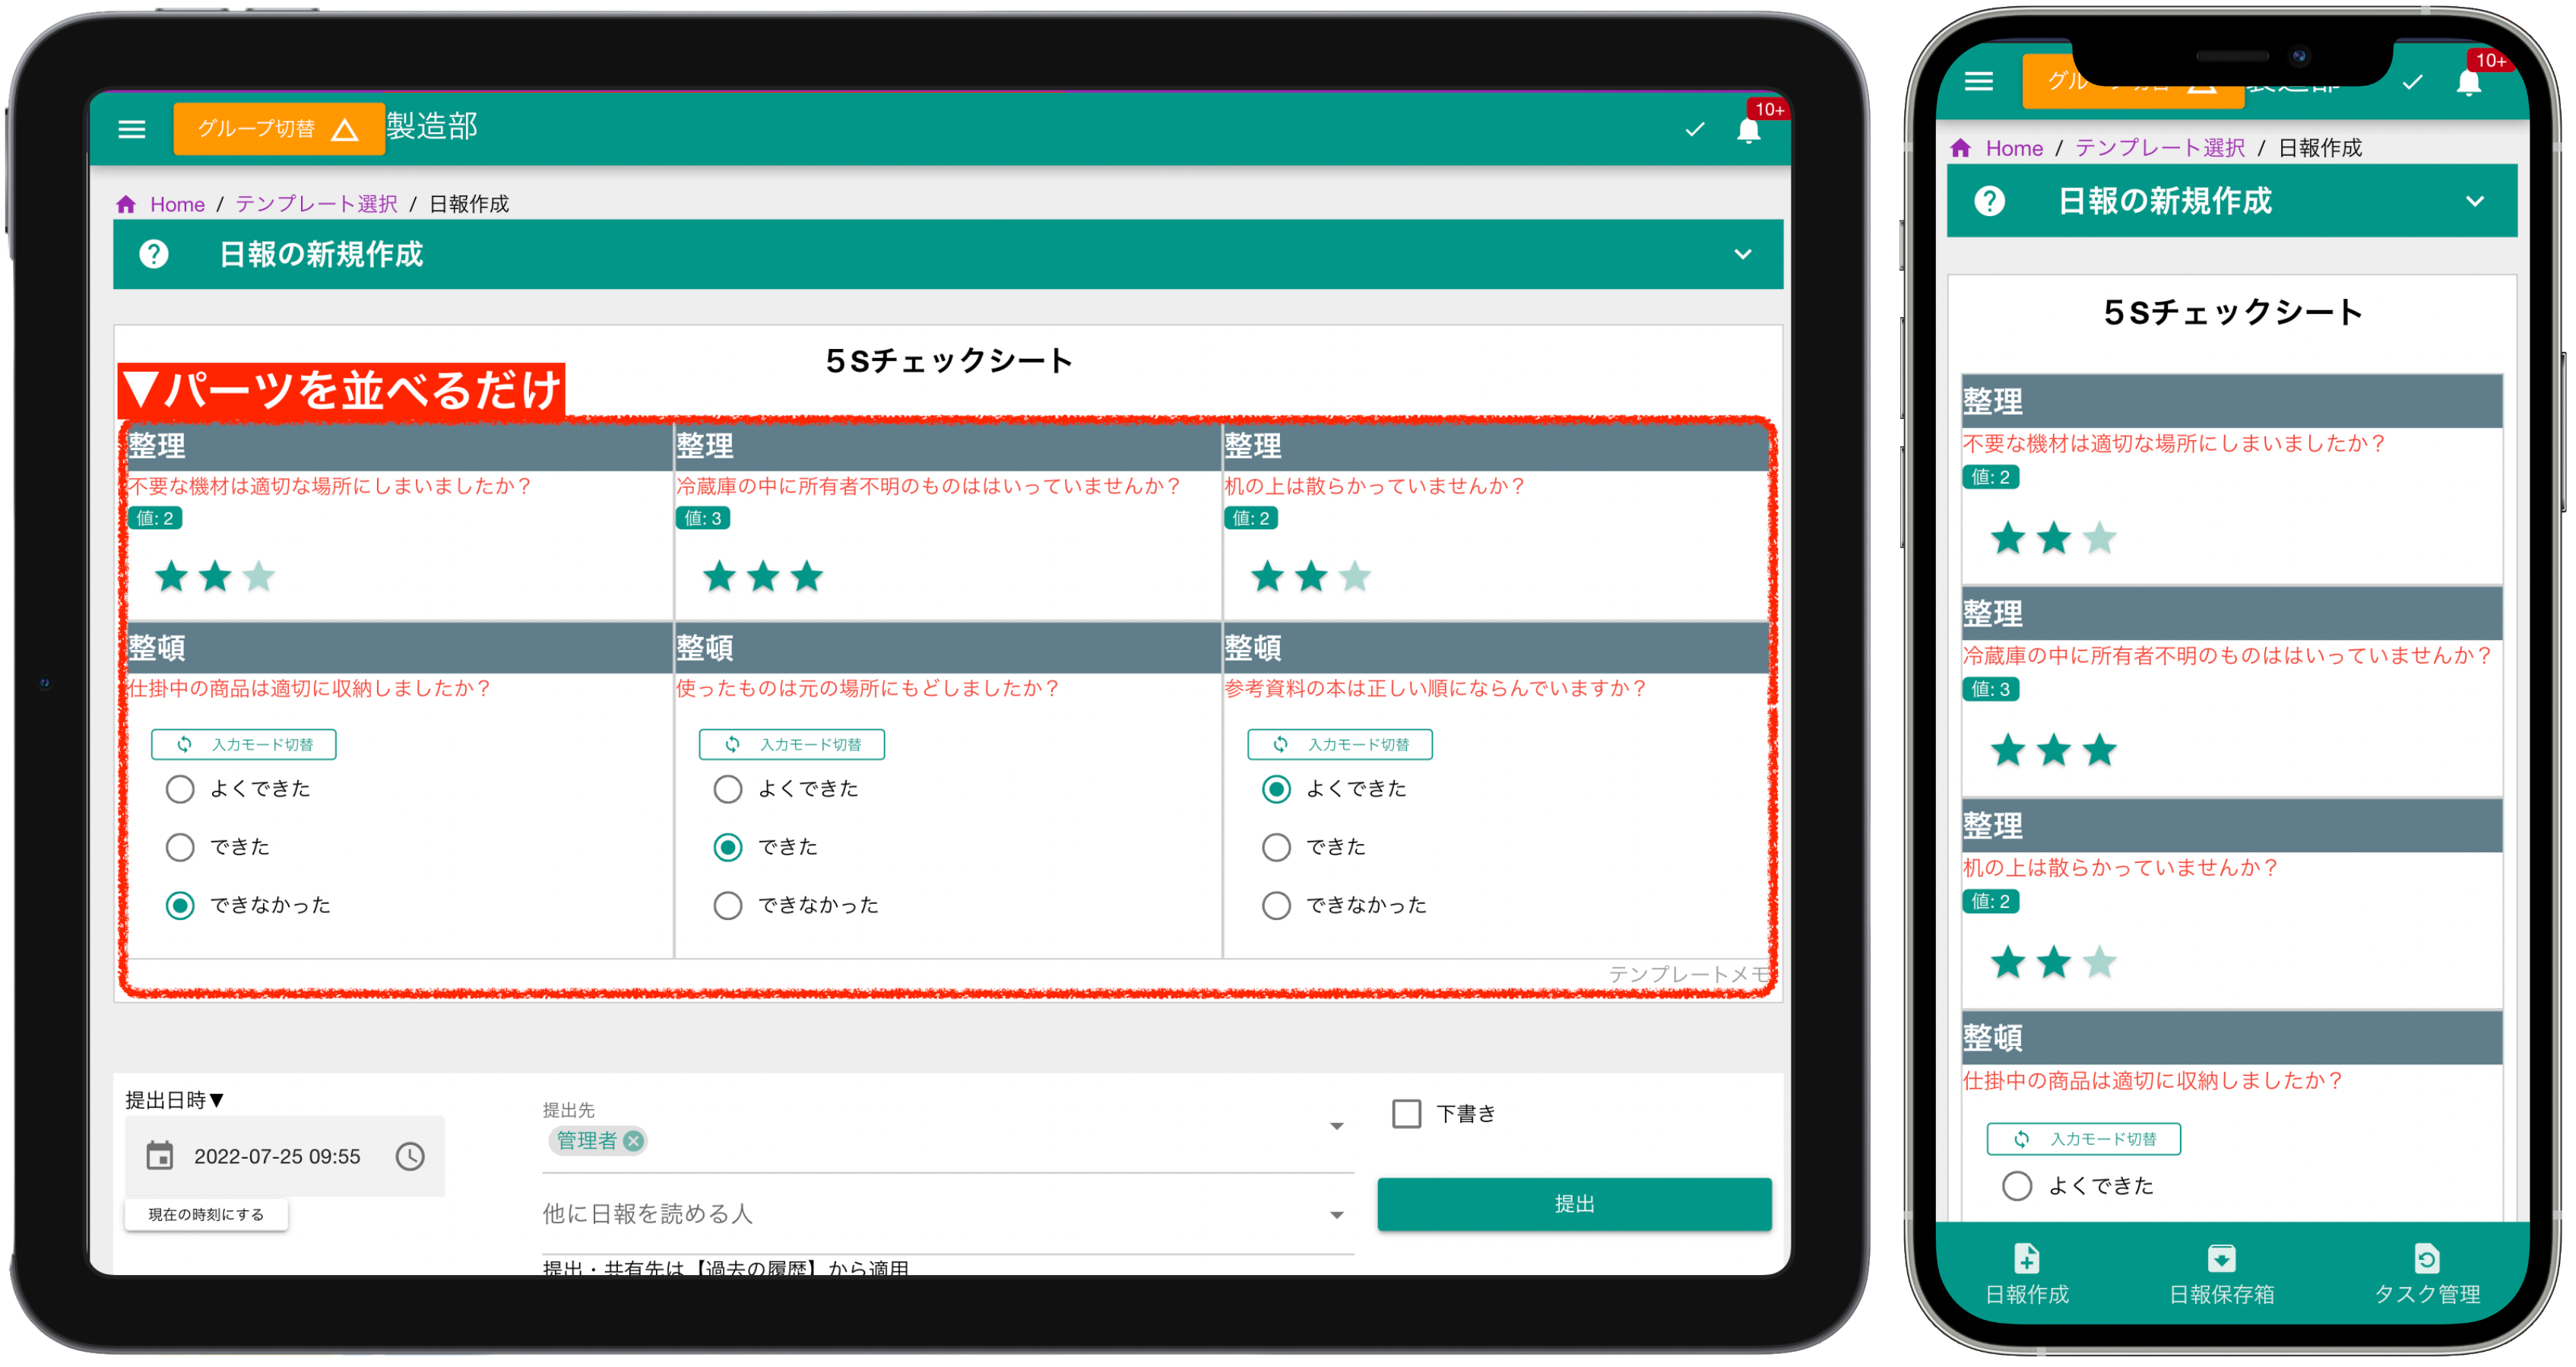 グループ切替 製造部 10+
Home / テンプレート選択 / 日報作成
日報の新規作成
５Sチェックシート
▼パーツを並べるだけ
整理 整理 整理
不要な機材は適切な場所にしまいましたか？ 冷蔵庫の中に所有者不明のものははいっていませんか？ 机の上は散らかっていませんか？
値: 2 値: 3 値: 2
整頓 整頓 整頓
仕掛中の商品は適切に収納しましたか？ 使ったものは元の場所にもどしましたか？ 参考資料の本は正しい順にならんでいますか？
入力モード切替 入力モード切替 入力モード切替
よくできた よくできた よくできた
できた できた できた
できなかった できなかった できなかった
テンプレートメモ
提出日時▼
2022-07-25 09:55
現在の時刻にする
提出先
管理者
他に日報を読める人
提出・共有先は【過去の履歴】から適用
下書き
提出
10+
Home / テンプレート選択 / 日報作成
日報の新規作成
５Sチェックシート
整理
不要な機材は適切な場所にしまいましたか？
値: 2
整理
冷蔵庫の中に所有者不明のものははいっていませんか？
値: 3
整理
机の上は散らかっていませんか？
値: 2
整頓
仕掛中の商品は適切に収納しましたか？
入力モード切替
よくできた
日報作成 日報保存箱 タスク管理